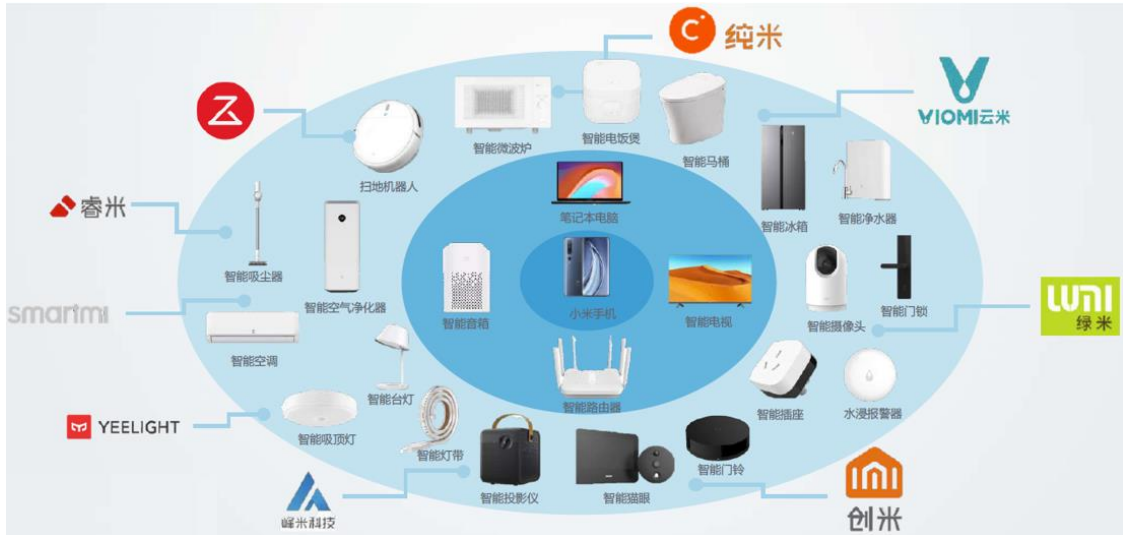 纯米
VIOMI云米
智能微波炉
智能电饭煲
智能马桶
扫地机器人
笔记本电脑
智能冰箱
智能净水器
睿米
智能吸尘器
智能空气净化器
智能音箱
小米手机
智能电视
智能摄像头
智能门锁
smartmi
智能空调
LUMI
绿米
智能台灯
智能路由器
智能插座
水浸报警器
YEELIGHT
智能吸顶灯
智能灯带
智能投影仪
智能猫眼
智能门铃
峰米科技
创米